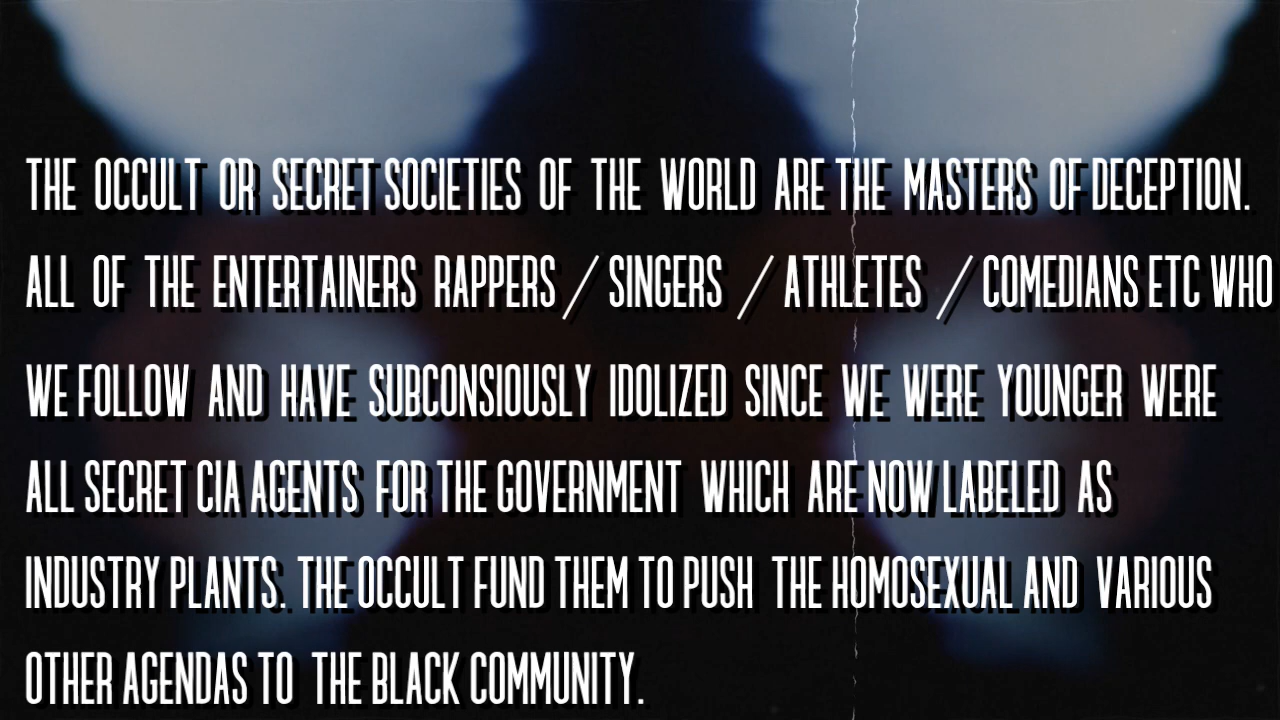 THE OCCULT OR SECRET SOCIETIES OF THE WORLD ARE THE MASTERS OF DECEPTION.
ALL OF THE ENTERTAINERS RAPPERS / SINGERS / ATHLETES / COMEDIANS ETC WHO
WE FOLLOW AND HAVE SUBCONSIOUSLY IDOLIZED SINCE WE WERE YOUNGER WERE
ALL SECRET CIA AGENTS FOR THE GOVERNMENT WHICH ARE NOW LABELED AS
INDUSTRY PLANTS. THE OCCULT FUND THEM TO PUSH THE HOMOSEXUAL AND VARIOUS
OTHER AGENDAS TO THE BLACK COMMUNITY.